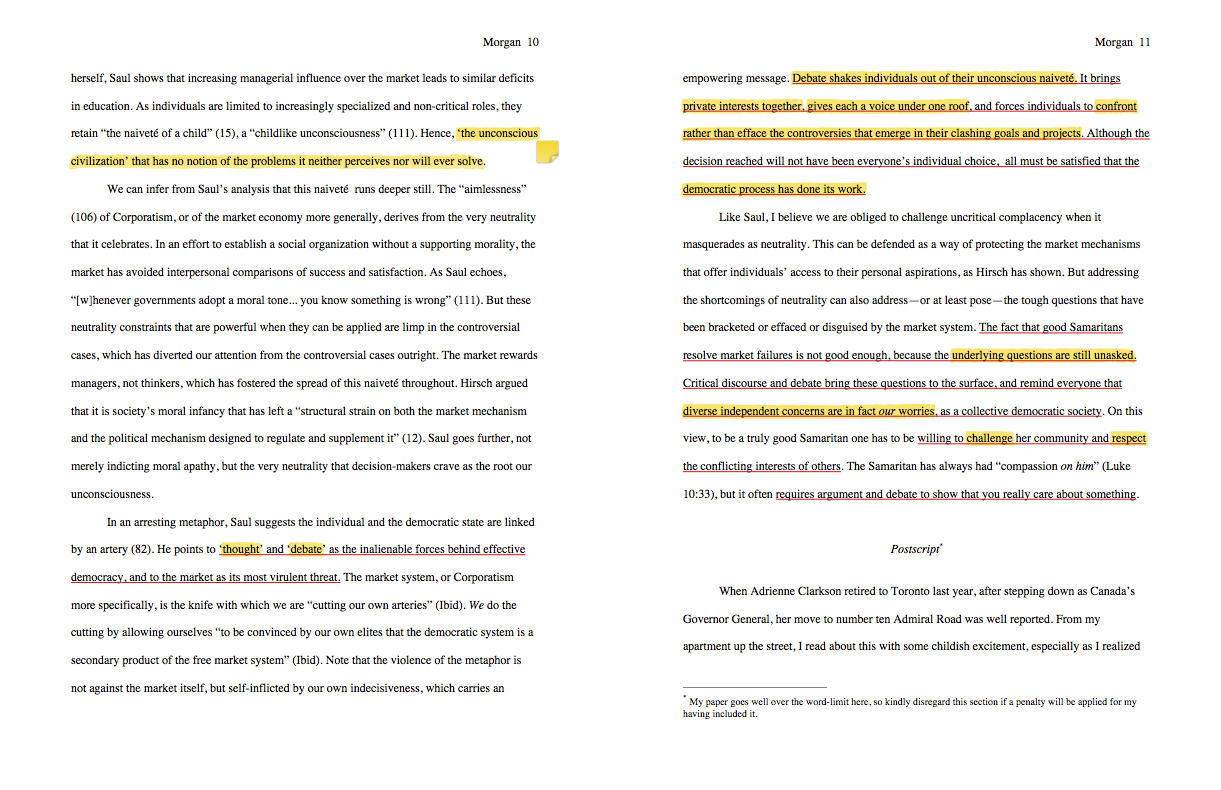 Morgan 10
herself, Saul shows that increasing managerial influence over the market leads to similar deficits
in education. As individuals are limited to increasingly specialized and non-critical roles, they
retain “the naiveté of a child” (15), a “childlike unconsciousness” (111). Hence, ‘the unconscious
civilization’ that has no notion of the problems it neither perceives nor will ever solve.
We can infer from Saul’s analysis that this naiveté runs deeper still. The “aimlessness”
(106) of Corporatism, or of the market economy more generally, derives from the very neutrality
that it celebrates. In an effort to establish a social organization without a supporting morality, the
market has avoided interpersonal comparisons of success and satisfaction. As Saul echoes,
“[w]henever governments adopt a moral tone... you know something is wrong” (111). But these
neutrality constraints that are powerful when they can be applied are limp in the controversial
cases, which has diverted our attention from the controversial cases outright. The market rewards
managers, not thinkers, which has fostered the spread of this naiveté throughout. Hirsch argued
that it is society’s moral infancy that has left a “structural strain on both the market mechanism
and the political mechanism designed to regulate and supplement it” (12). Saul goes further, not
merely indicting moral apathy, but the very neutrality that decision-makers crave as the root our
unconsciousness.
In an arresting metaphor, Saul suggests the individual and the democratic state are linked
by an artery (82). He points to ‘thought’ and ‘debate’ as the inalienable forces behind effective
democracy, and to the market as its most virulent threat. The market system, or Corporatism
more specifically, is the knife with which we are “cutting our own arteries” (Ibid). We do the
cutting by allowing ourselves “to be convinced by our own elites that the democratic system is a
secondary product of the free market system” (Ibid). Note that the violence of the metaphor is
not against the market itself, but self-inflicted by our own indecisiveness, which carries an
Morgan 11
empowering message. Debate shakes individuals out of their unconscious naiveté. It brings
private interests together, gives each a voice under one roof, and forces individuals to confront
rather than efface the controversies that emerge in their clashing goals and projects. Although the
decision reached will not have been everyone’s individual choice, all must be satisfied that the
democratic process has done its work.
Like Saul, I believe we are obliged to challenge uncritical complacency when it
masquerades as neutrality. This can be defended as a way of protecting the market mechanisms
that offer individuals’ access to their personal aspirations, as Hirsch has shown. But addressing
the shortcomings of neutrality can also address—or at least pose—the tough questions that have
been bracketed or effaced or disguised by the market system. The fact that good Samaritans
resolve market failures is not good enough, because the underlying questions are still unasked.
Critical discourse and debate bring these questions to the surface, and remind everyone that
diverse independent concerns are in fact our worries, as a collective democratic society. On this
view, to be a truly good Samaritan one has to be willing to challenge her community and respect
the conflicting interests of others. The Samaritan has always had “compassion on him” (Luke
10:33), but it often requires argument and debate to show that you really care about something.
Postscript*
When Adrienne Clarkson retired to Toronto last year, after stepping down as Canada’s
Governor General, her move to number ten Admiral Road was well reported. From my
apartment up the street, I read about this with some childish excitement, especially as I realized
* My paper goes well over the word-limit here, so kindly disregard this section if a penalty will be applied for my
having included it.